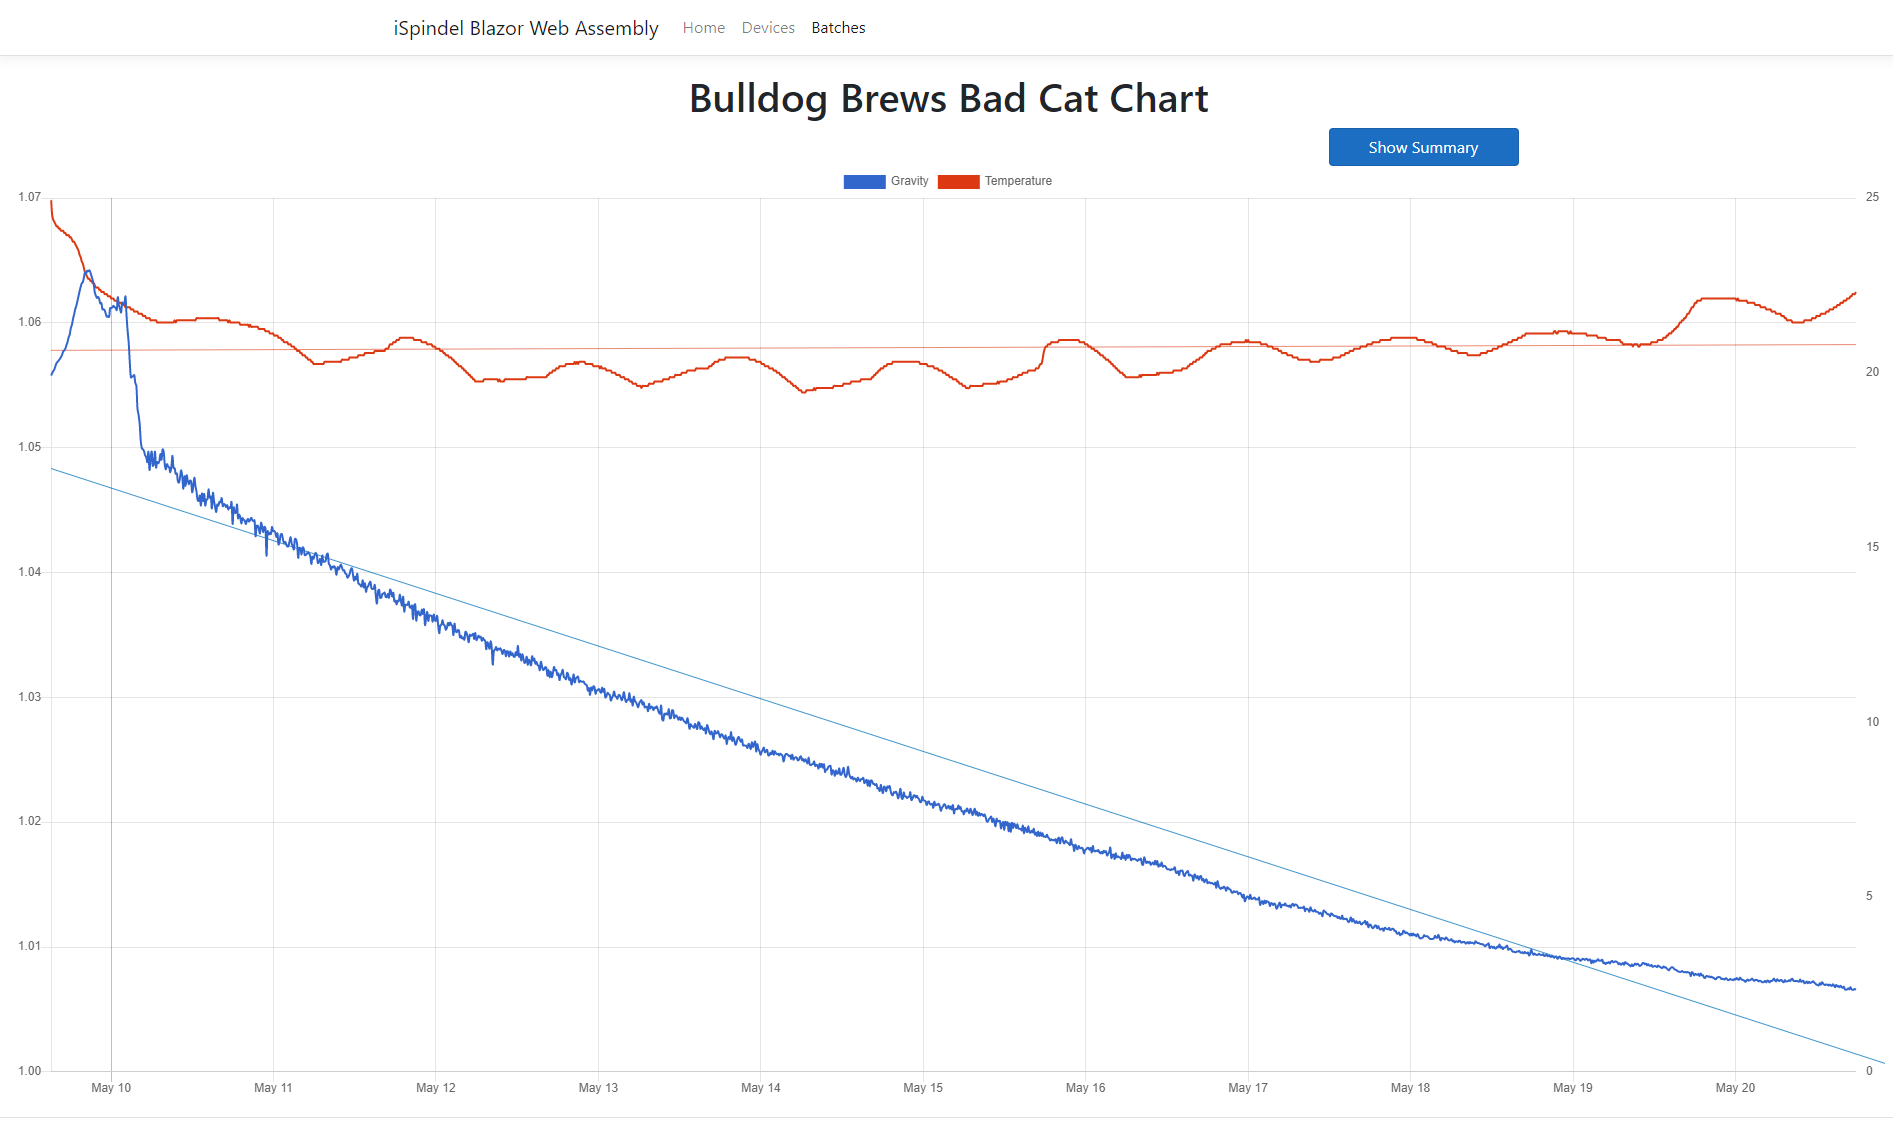 iSpindel Blazor Web Assembly Home Devices Batches
Bulldog Brews Bad Cat Chart
Show Summary
Gravity Temperature
1.07 25
1.06
20
1.05
15
1.04
1.03
10
1.02
5
1.01
1.00 0
May 10 May 11 May 12 May 13 May 14 May 15 May 16 May 17 May 18 May 19 May 20